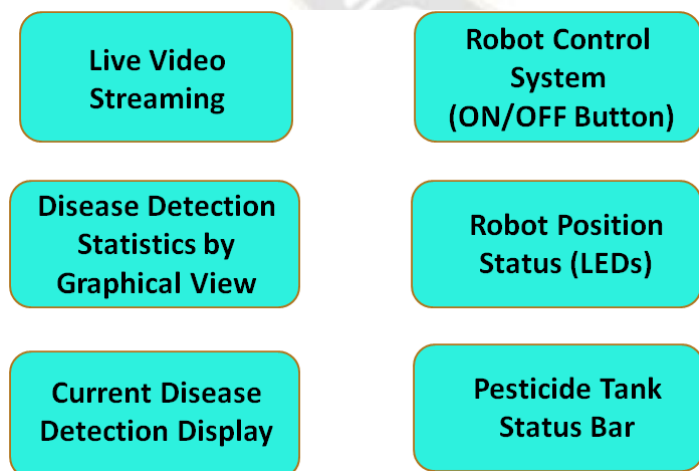 Live Video
Streaming
Robot Control
System
(ON/OFF Button)
Disease Detection
Statistics by
Graphical View
Robot Position
Status (LEDs)
Current Disease
Detection Display
Pesticide Tank
Status Bar